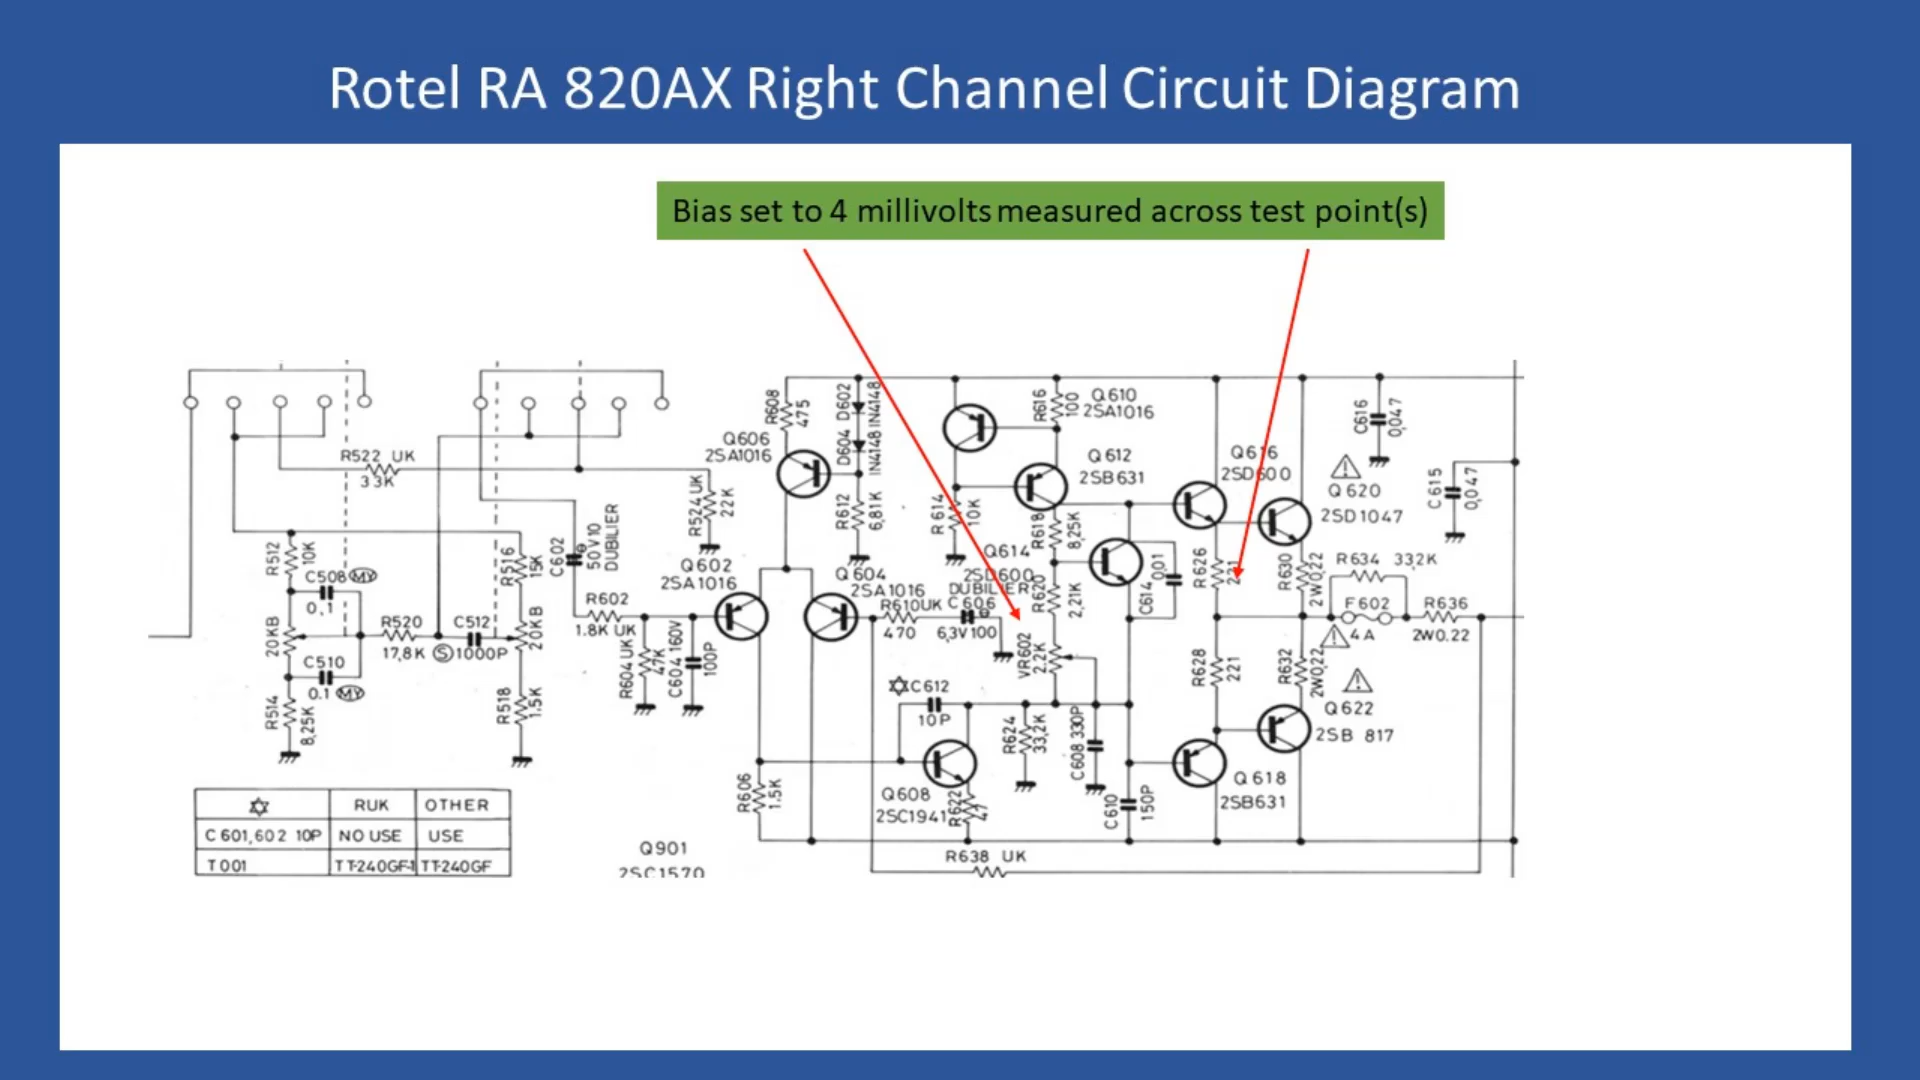 Rotel RA 820AX Right Channel Circuit Diagram
Bias set to 4 millivolts measured across test point(s)
R522 UK
33K
R512
10K
C508 MY
0,1
20KB
C510
0.1 MY
R514
8,25K
R520
17,8K
C512
S 1000P
R516
15K
20KB
R518
1.5K
C602
50V10
DUBILIER
R602
1.8K UK
R604 UK
47K
C604 160V
100P
R524 UK
22K
Q602
2SA1016
Q606
2SA1016
R608
475
D604 D602
IN4148 IN4148
R612
6,81K
Q604
2SA1016
R610UK
470
DUBILIER
C606
6,3V100
R614
10K
R616
100
Q610
2SA1016
Q612
2SB631
R618
8,25K
Q614
2SD600
R620
2,21K
VR602
2.2K
C614
0,01
C612
10P
R624
33,2K
C608 330P
Q608
2SC1941
R622
47
R606
1.5K
C610
150P
Q616
2SD600
R626
221
R628
221
Q618
2SB631
Q620
2SD1047
R630
2W0,22
R632
2W0,22
Q622
2SB 817
R634 332K
F602
4A
R636
2W0.22
C616
0,047
C615
0,047
R638 UK
RUK OTHER
C 601,602 10P NO USE USE
T 001 TT-240GF-1 TT-240GF
Q901
2SC1570